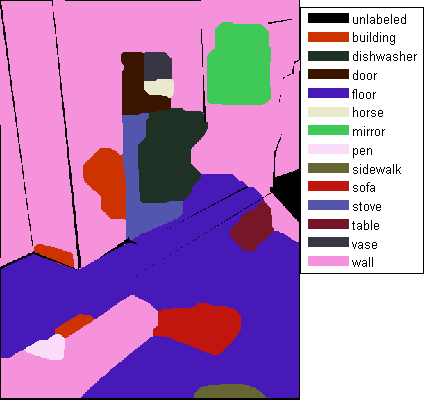 unlabeled
building
dishwasher
door
floor
horse
mirror
pen
sidewalk
sofa
stove
table
vase
wall